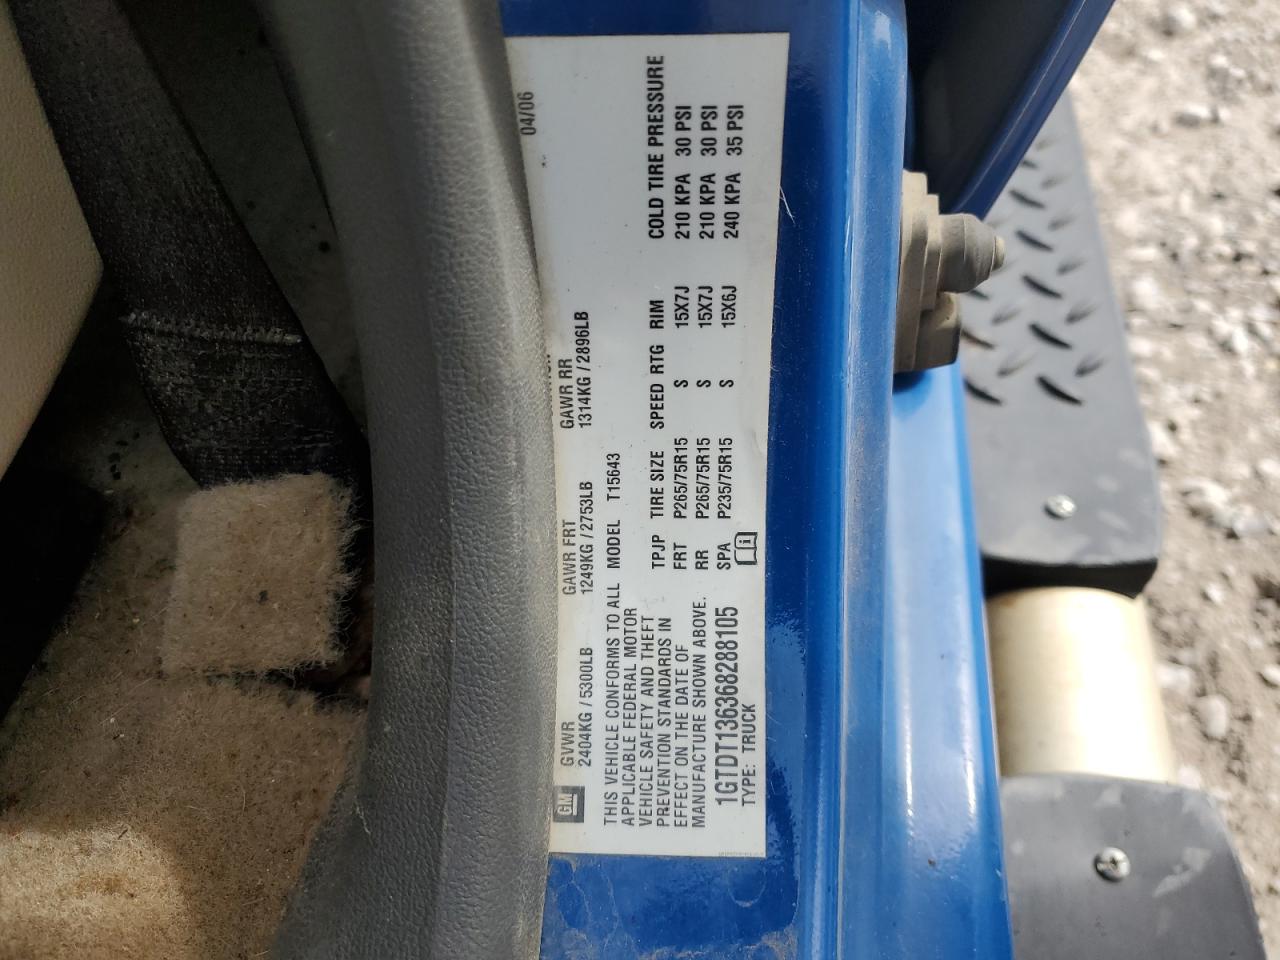 04/06
GM
GVWR GAWR FRT GAWR RR
2404KG / 5300LB 1249KG / 2753LB 1314KG / 2896LB
THIS VEHICLE CONFORMS TO ALL MODEL T15643
APPLICABLE FEDERAL MOTOR
VEHICLE SAFETY AND THEFT
PREVENTION STANDARDS IN
EFFECT ON THE DATE OF
MANUFACTURE SHOWN ABOVE.
TPJP TIRE SIZE SPEED RTG RIM COLD TIRE PRESSURE
FRT P265/75R15 S 15X7J 210 KPA 30 PSI
RR P265/75R15 S 15X7J 210 KPA 30 PSI
SPA P235/75R15 S 15X6J 240 KPA 35 PSI
1GTDT136368288105
TYPE: TRUCK